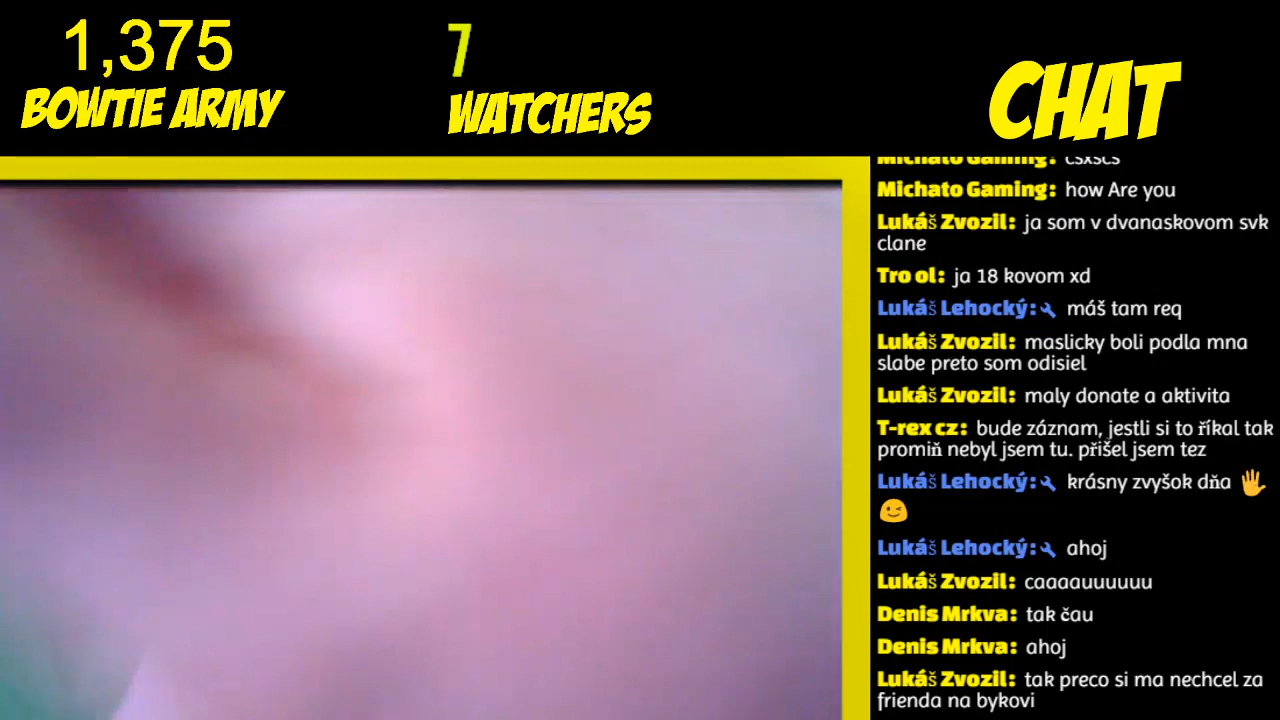 1,375
BOWTIE ARMY
7
WATCHERS
CHAT
Michato Gaming: csxscs
Michato Gaming: how Are you
Lukáš Zvozil: ja som v dvanaskovom svk
clane
Tro ol: ja 18 kovom xd
Lukáš Lehocký: máš tam req
Lukáš Zvozil: maslicky boli podla mna
slabe preto som odisiel
Lukáš Zvozil: maly donate a aktivita
T-rex cz: bude záznam, jestli si to říkal tak
promiň nebyl jsem tu. přišel jsem tez
Lukáš Lehocký: krásny zvyšok dňa 🖐
😉
Lukáš Lehocký: ahoj
Lukáš Zvozil: caaaauuuuuu
Denis Mrkva: tak čau
Denis Mrkva: ahoj
Lukáš Zvozil: tak preco si ma nechcel za
frienda na bykovi